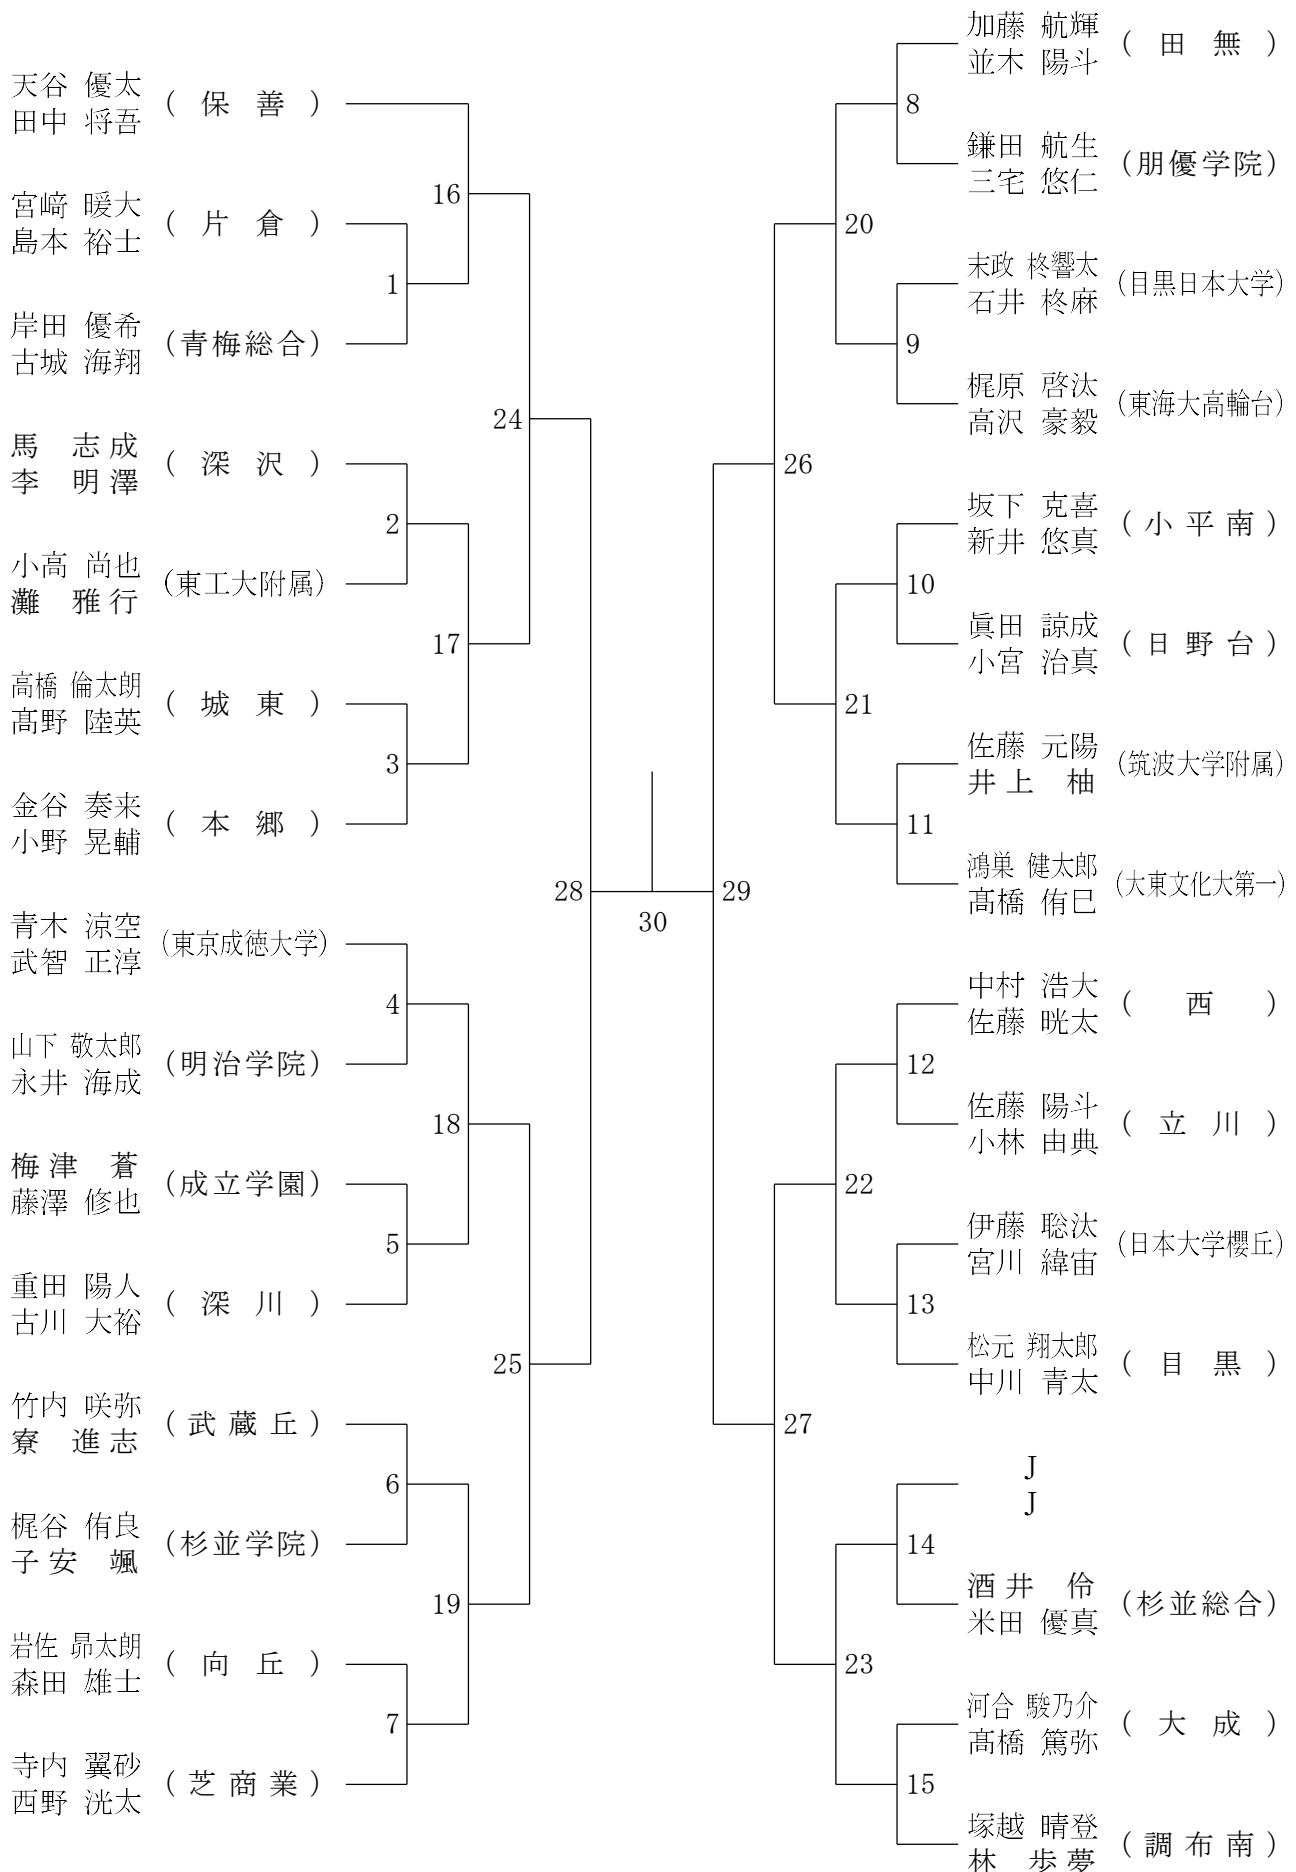 天谷 優太
田中 将吾
( 保 善 )
宮﨑 暖大
島本 裕士
( 片 倉 )
岸田 優希
古城 海翔
(青梅総合)
馬 志成
李 明澤
( 深 沢 )
小高 尚也
灘 雅行
(東工大附属)
高橋 倫太朗
髙野 陸英
( 城 東 )
金谷 奏来
小野 晃輔
( 本 郷 )
青木 涼空
武智 正淳
(東京成徳大学)
山下 敬太郎
永井 海成
(明治学院)
梅津 蒼
藤澤 修也
(成立学園)
重田 陽人
古川 大裕
( 深 川 )
竹内 咲弥
寮 進志
( 武 蔵 丘 )
梶谷 侑良
子安 颯
(杉並学院)
岩佐 昴太朗
森田 雄士
( 向 丘 )
寺内 翼砂
西野 洸太
( 芝 商 業 )
16
1
24
2
17
3
28
4
18
5
25
6
19
7
30
29
8
20
9
26
10
21
11
12
22
13
27
14
23
15
加藤 航輝
並木 陽斗
( 田 無 )
鎌田 航生
三宅 悠仁
(朋優学院)
末政 柊響太
石井 柊麻
(目黒日本大学)
梶原 啓汰
高沢 豪毅
(東海大高輪台)
坂下 克喜
新井 悠真
( 小 平 南 )
眞田 諒成
小宮 治真
( 日 野 台 )
佐藤 元陽
井上 柚
(筑波大学附属)
鴻巣 健太郎
髙橋 侑巳
(大東文化大第一)
中村 浩大
佐藤 晄太
( 西 )
佐藤 陽斗
小林 由典
( 立 川 )
伊藤 聡汰
宮川 緯宙
(日本大学櫻丘)
松元 翔太郎
中川 青太
( 目 黒 )
J
J
酒井 伶
米田 優真
(杉並総合)
河合 駿乃介
髙橋 篤弥
( 大 成 )
塚越 晴登
林 歩夢
( 調 布 南 )